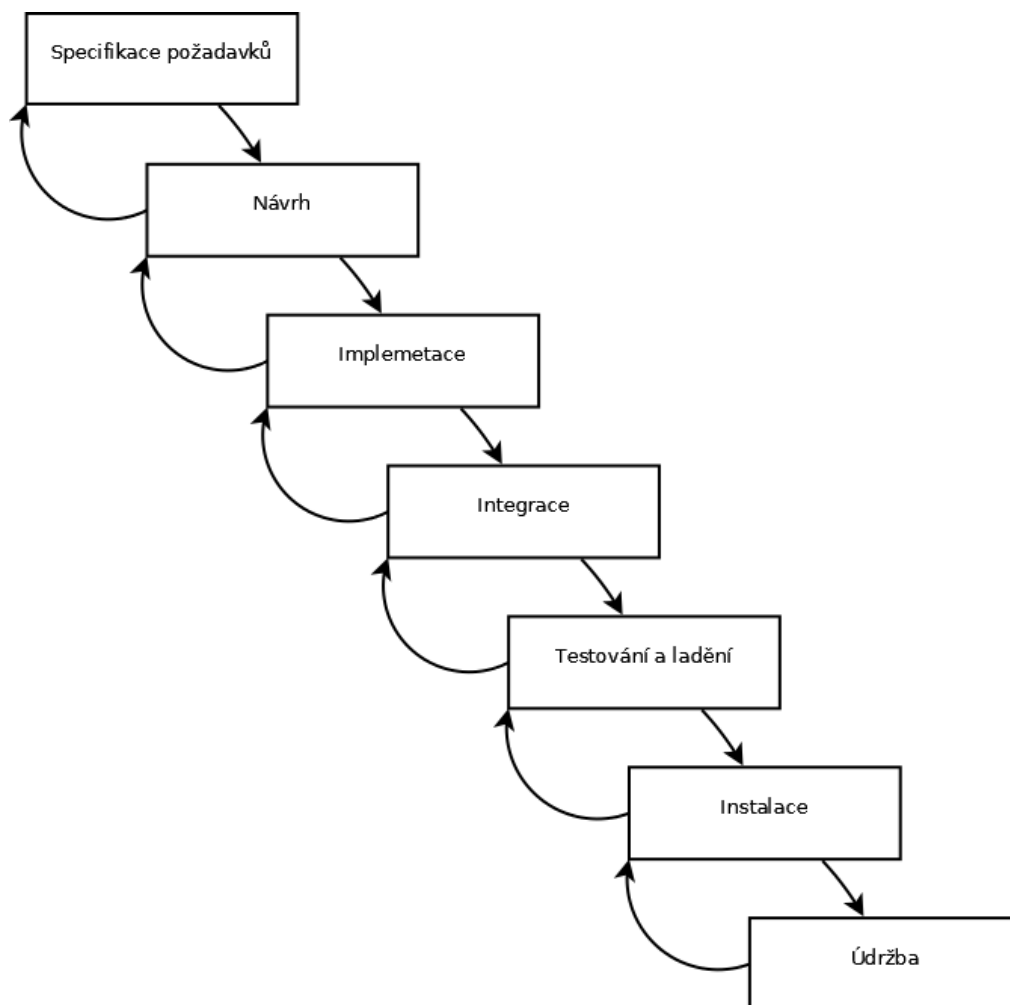 Specifikace požadavků
Návrh
Implemetace
Integrace
Testování a ladění
Instalace
Údržba